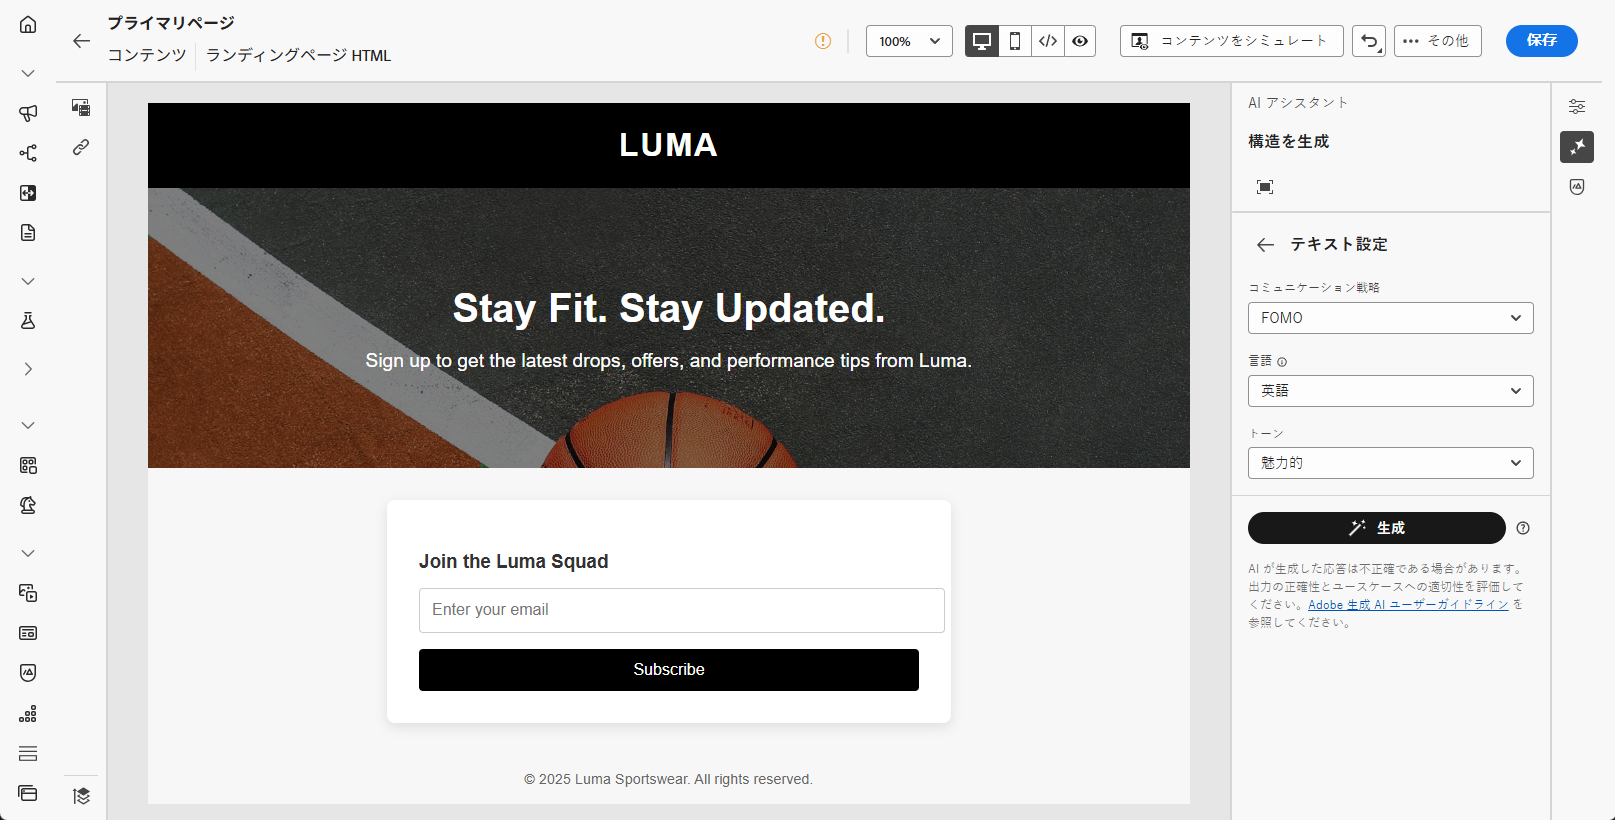 プライマリページ
コンテンツ
ランディングページ HTML
100%
コンテンツをシミュレート
その他
保存
LUMA
Stay Fit. Stay Updated.
Sign up to get the latest drops, offers, and performance tips from Luma.
Join the Luma Squad
Enter your email
Subscribe
© 2025 Luma Sportswear. All rights reserved.
AI アシスタント
構造を生成
テキスト設定
コミュニケーション戦略
FOMO
言語
英語
トーン
魅力的
生成
AI が生成した応答は不正確である場合があります。
出力の正確性とユースケースへの適切性を評価して
ください。Adobe 生成 AI ユーザーガイドライン を
参照してください。